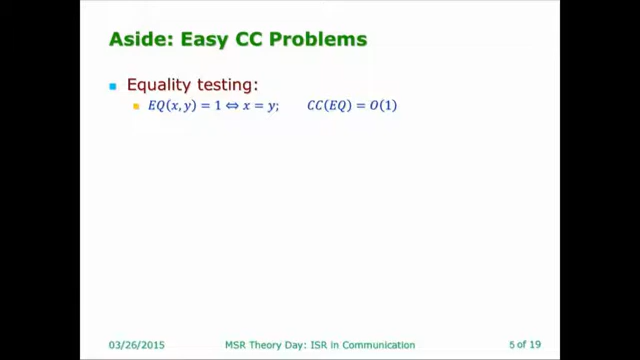 Aside: Easy CC Problems
Equality testing:
EQ(x, y) = 1 ⇔ x = y; CC(EQ) = O(1)
03/26/2015 MSR Theory Day: ISR in Communication 5 of 19